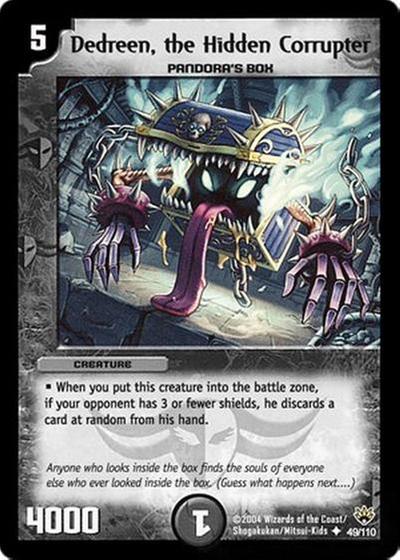 5
Dedreen, the Hidden Corrupter
PANDORA'S BOX
CREATURE
▪ When you put this creature into the battle zone,
if your opponent has 3 or fewer shields, he discards
a card at random from his hand.
Anyone who looks inside the box finds the souls of everyone
else who ever looked inside the box. (Guess what happens next....)
4000
1
©2004 Wizards of the Coast/
Shogakukan/Mitsui-Kids ✦ 49/110